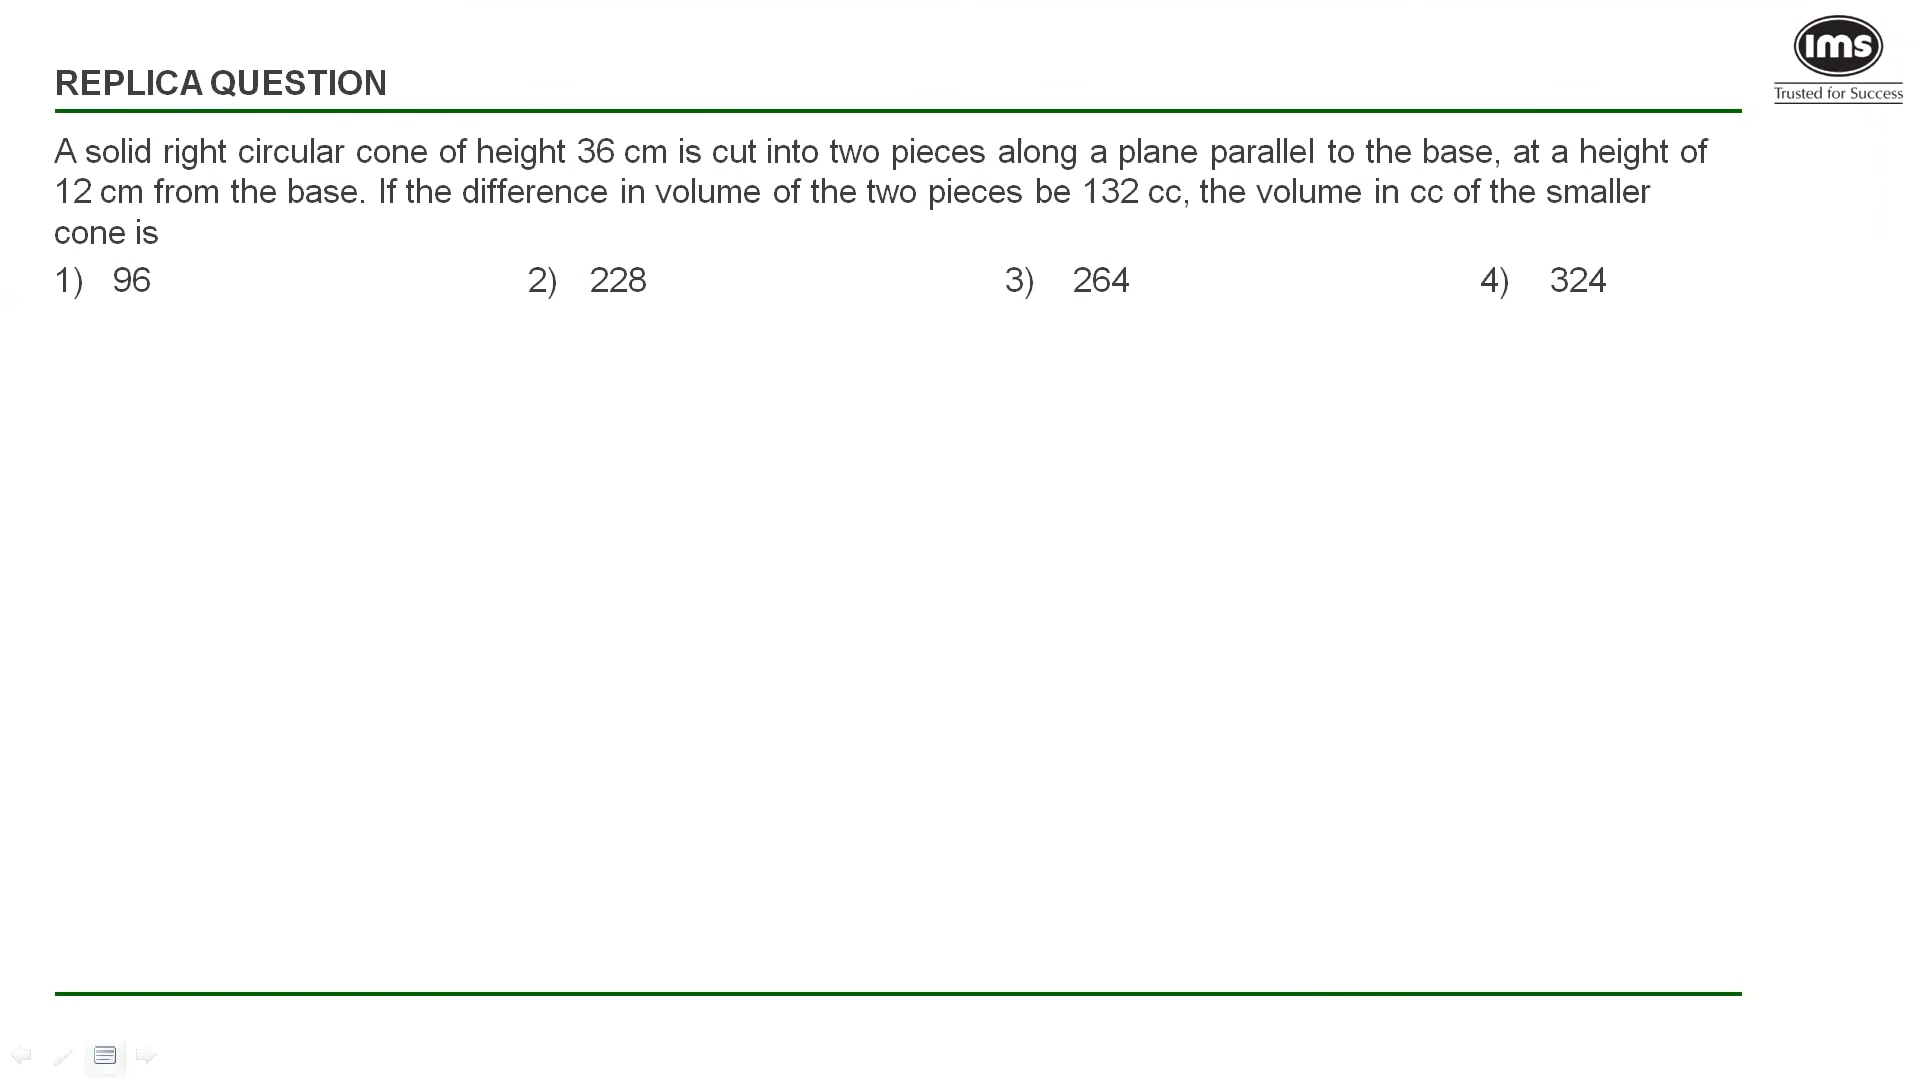 ims
Trusted for Success
REPLICA QUESTION
A solid right circular cone of height 36 cm is cut into two pieces along a plane parallel to the base, at a height of
12 cm from the base. If the difference in volume of the two pieces be 132 cc, the volume in cc of the smaller
cone is
1) 96 2) 228 3) 264 4) 324